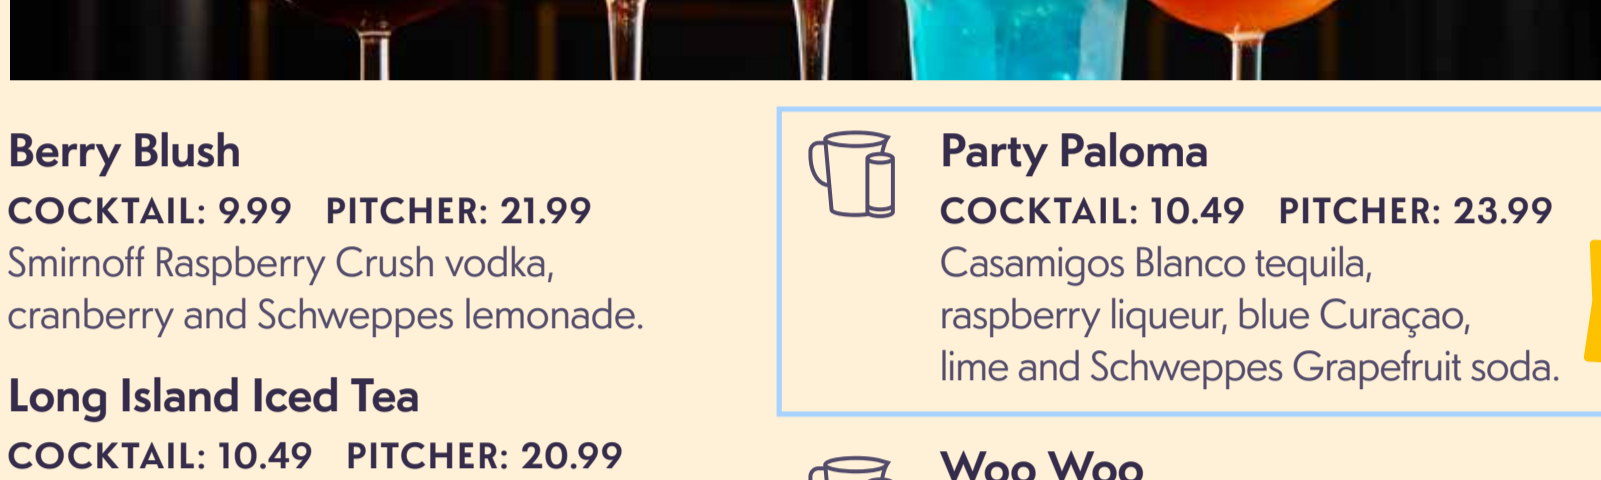 Berry Blush
COCKTAIL: 9.99 PITCHER: 21.99
Smirnoff Raspberry Crush vodka,
cranberry and Schweppes lemonade.
Long Island Iced Tea
COCKTAIL: 10.49 PITCHER: 20.99
Party Paloma
COCKTAIL: 10.49 PITCHER: 23.99
Casamigos Blanco tequila,
raspberry liqueur, blue Curaçao,
lime and Schweppes Grapefruit soda.
Woo Woo